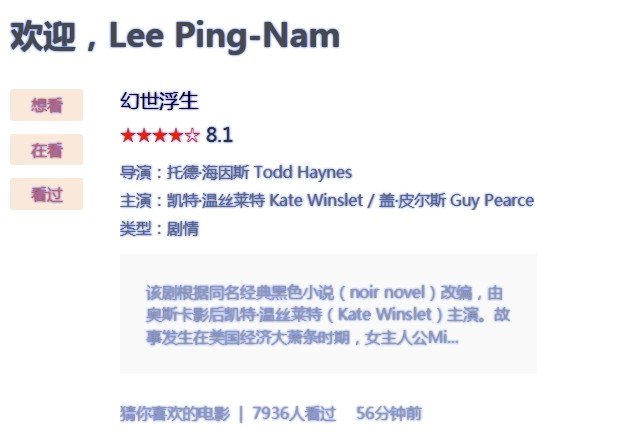 欢迎，Lee Ping-Nam
想看
在看
看过
幻世浮生
★★★★☆ 8.1
导演：托德·海因斯 Todd Haynes
主演：凯特·温丝莱特 Kate Winslet / 盖·皮尔斯 Guy Pearce
类型：剧情
该剧根据同名经典黑色小说（noir novel）改编，由
奥斯卡影后凯特·温丝莱特（Kate Winslet）主演。故
事发生在美国经济大萧条时期，女主人公Mi...
猜你喜欢的电影 | 7936人看过 56分钟前